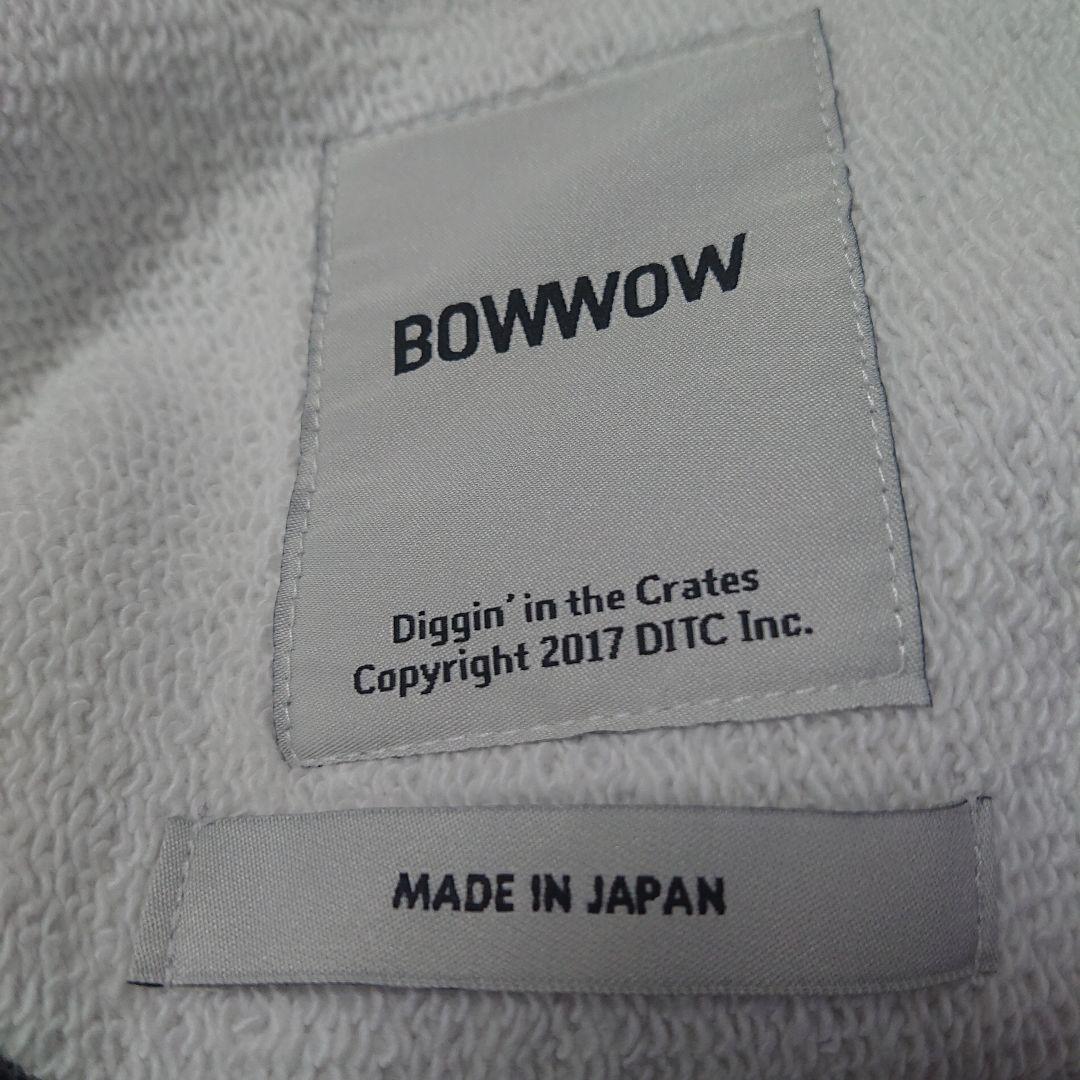 BOWWOW
Diggin' in the Crates
Copyright 2017 DITC Inc.
MADE IN JAPAN